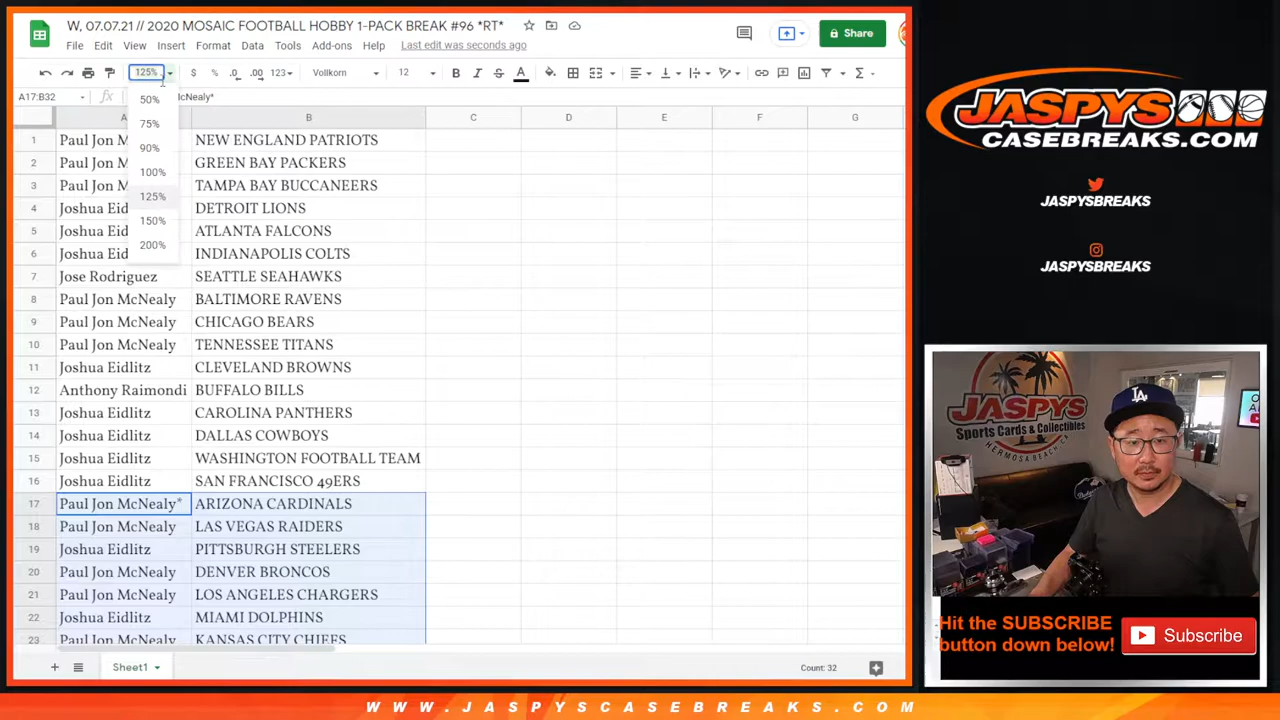 W, 07.07.21 // 2020 MOSAIC FOOTBALL HOBBY 1-PACK BREAK #96 *RT*
File Edit View Insert Format Data Tools Add-ons Help Last edit was seconds ago
Share
125% $ % .0 .00 123 Vollkorn 12 B I S A
A17:B32 fx McNealy*
50%
75%
90%
100%
125%
150%
200%
A B C D E F G
1 Paul Jon M NEW ENGLAND PATRIOTS
2 Paul Jon M GREEN BAY PACKERS
3 Paul Jon M TAMPA BAY BUCCANEERS
4 Joshua Eid DETROIT LIONS
5 Joshua Eid ATLANTA FALCONS
6 Joshua Eid INDIANAPOLIS COLTS
7 Jose Rodriguez SEATTLE SEAHAWKS
8 Paul Jon McNealy BALTIMORE RAVENS
9 Paul Jon McNealy CHICAGO BEARS
10 Paul Jon McNealy TENNESSEE TITANS
11 Joshua Eidlitz CLEVELAND BROWNS
12 Anthony Raimondi BUFFALO BILLS
13 Joshua Eidlitz CAROLINA PANTHERS
14 Joshua Eidlitz DALLAS COWBOYS
15 Joshua Eidlitz WASHINGTON FOOTBALL TEAM
16 Joshua Eidlitz SAN FRANCISCO 49ERS
17 Paul Jon McNealy* ARIZONA CARDINALS
18 Paul Jon McNealy LAS VEGAS RAIDERS
19 Joshua Eidlitz PITTSBURGH STEELERS
20 Paul Jon McNealy DENVER BRONCOS
21 Paul Jon McNealy LOS ANGELES CHARGERS
22 Joshua Eidlitz MIAMI DOLPHINS
23 Paul Jon McNealy KANSAS CITY CHIEFS
Sheet1
Count: 32
JASPYS
CASEBREAKS.COM
JASPYSBREAKS
JASPYSBREAKS
JASPYS
Sports Cards & Collectibles
HERMOSA BEACH, CA
LA
Hit the SUBSCRIBE
button down below!
Subscribe
WWW.JASPYSCASEBREAKS.COM